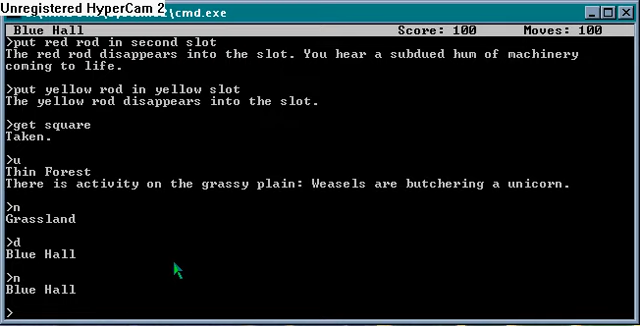 Unregistered HyperCam 2
cmd.exe
Blue Hall Score: 100 Moves: 100
>put red rod in second slot
The red rod disappears into the slot. You hear a subdued hum of machinery
coming to life.
>put yellow rod in yellow slot
The yellow rod disappears into the slot.
>get square
Taken.
>u
Thin Forest
There is activity on the grassy plain: Weasels are butchering a unicorn.
>n
Grassland
>d
Blue Hall
>n
Blue Hall
>